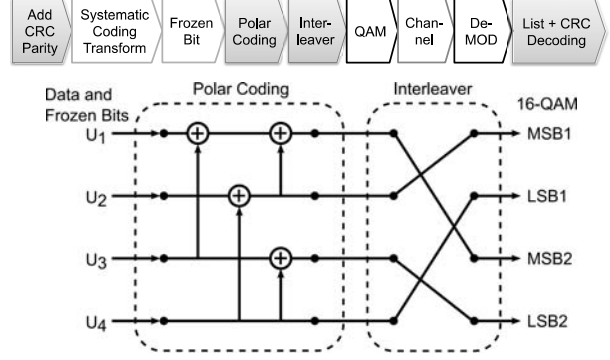 Add
CRC
Parity
Systematic
Coding
Transform
Frozen
Bit
Polar
Coding
Inter-
leaver
QAM
Chan-
nel
De-
MOD
List + CRC
Decoding
Data and
Frozen Bits
Polar Coding
Interleaver
16-QAM
U1
MSB1
U2
LSB1
U3
MSB2
U4
LSB2